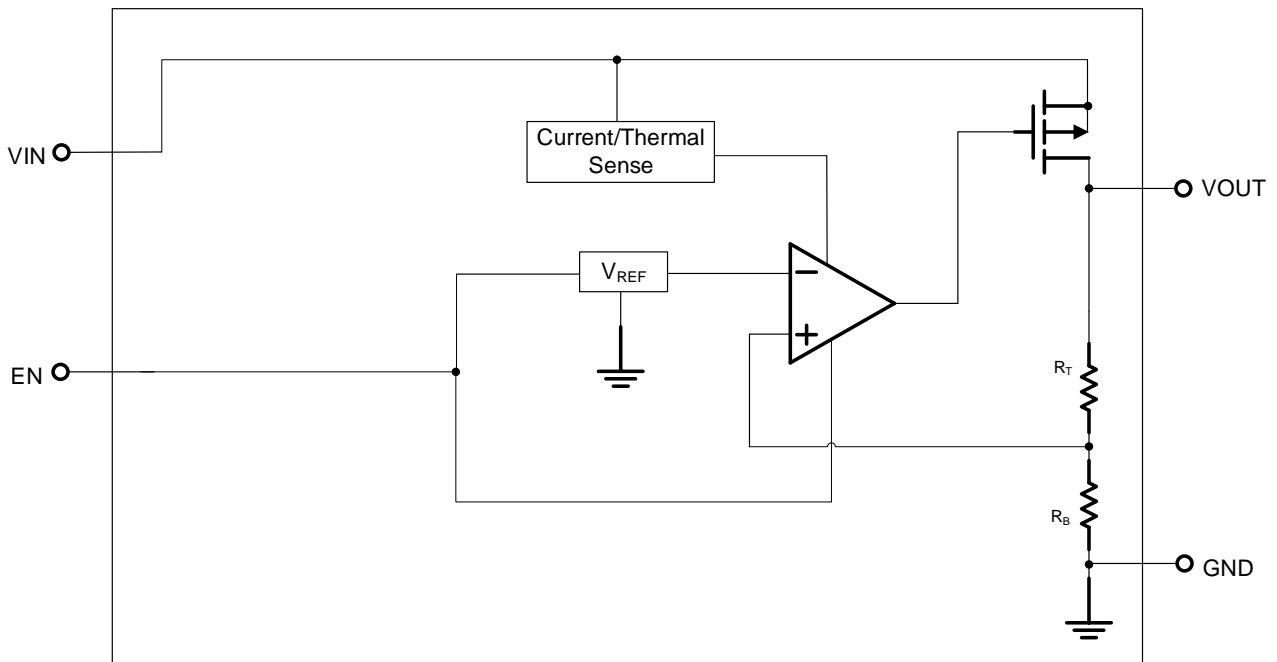 Current/Thermal
Sense
VIN
VOUT
VREF
−
+
EN
RT
RB
GND